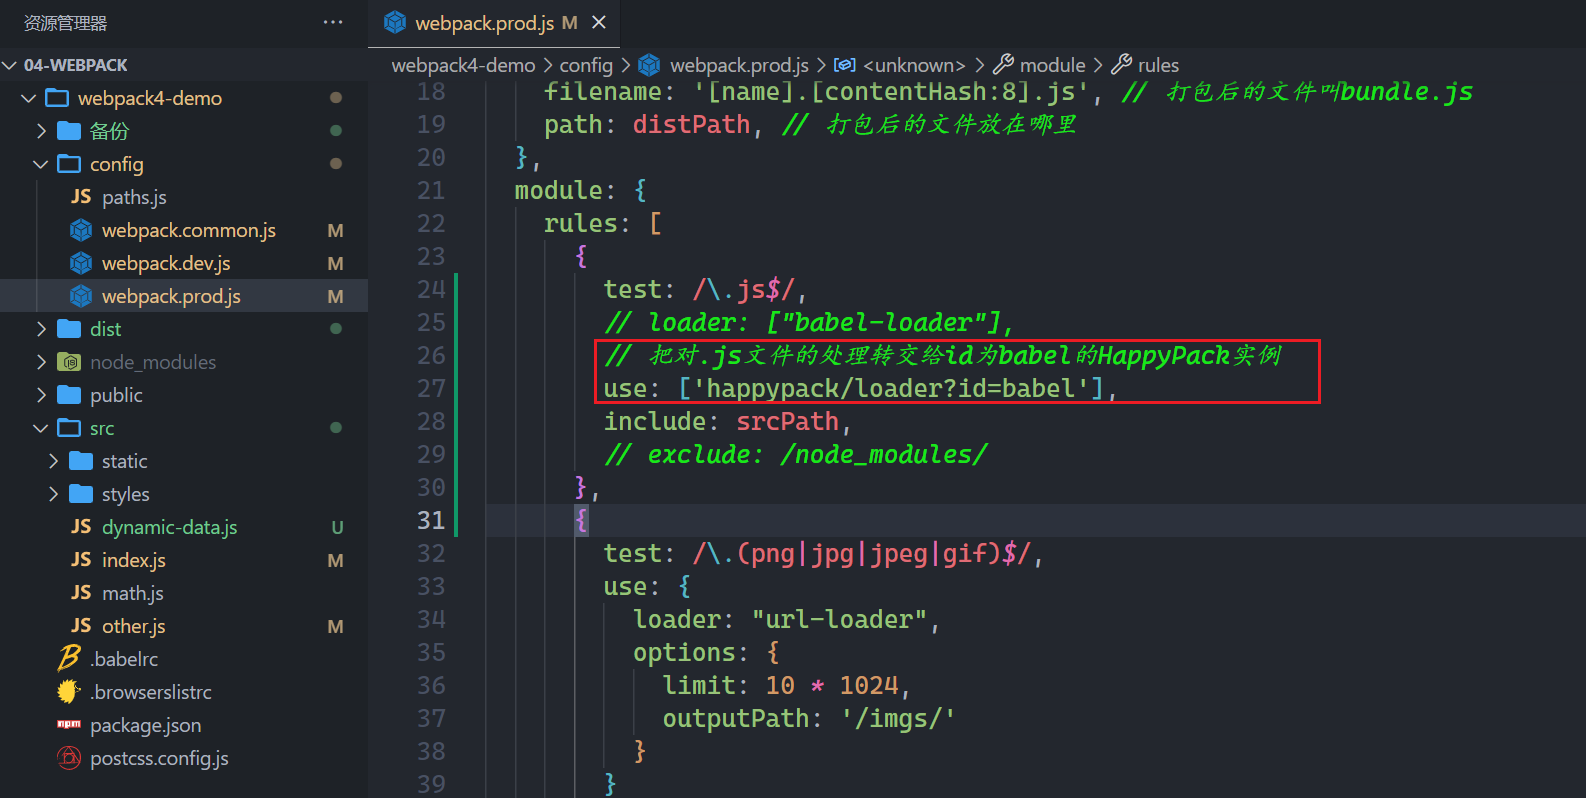 资源管理器 ···
04-WEBPACK
webpack4-demo
备份
config
JS paths.js
webpack.common.js M
webpack.dev.js M
webpack.prod.js M
dist
node_modules
public
src
static
styles
JS dynamic-data.js U
JS index.js M
JS math.js
JS other.js M
.babelrc
.browserslistrc
package.json
postcss.config.js
webpack.prod.js M
webpack4-demo > config > webpack.prod.js > <unknown> > module > rules
18 filename: '[name].[contentHash:8].js', // 打包后的文件叫bundle.js
19 path: distPath, // 打包后的文件放在哪里
20 },
21 module: {
22 rules: [
23 {
24 test: /\.js$/,
25 // loader: ["babel-loader"],
26 // 把对.js文件的处理转交给id为babel的HappyPack实例
27 use: ['happypack/loader?id=babel'],
28 include: srcPath,
29 // exclude: /node_modules/
30 },
31 {
32 test: /\.(png|jpg|jpeg|gif)$/,
33 use: {
34 loader: "url-loader",
35 options: {
36 limit: 10 * 1024,
37 outputPath: '/imgs/'
38 }
39 }